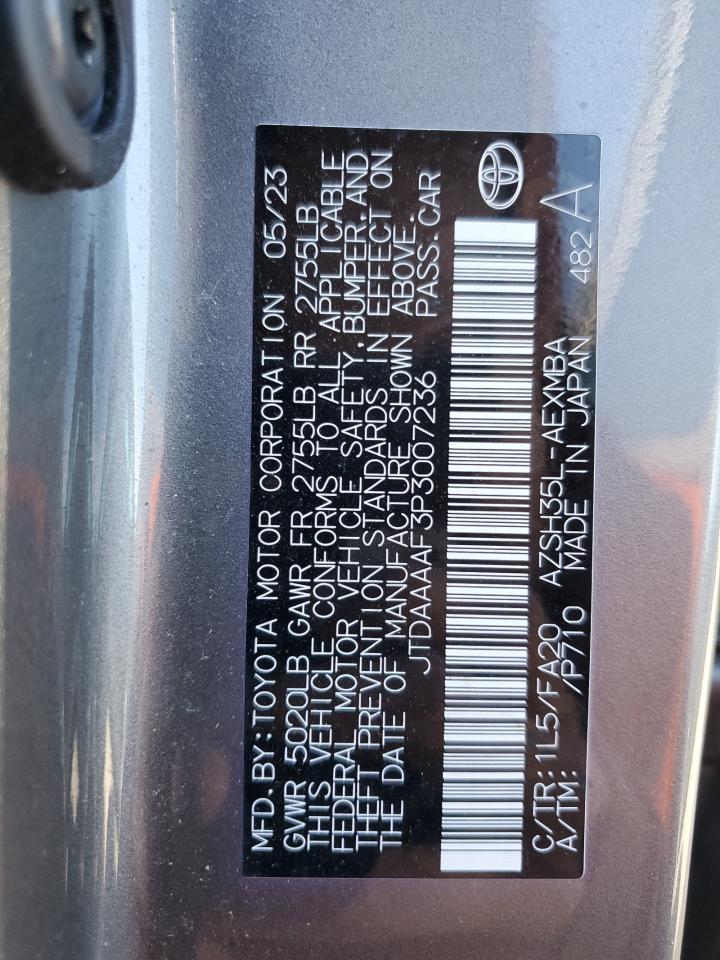 MFD.BY:TOYOTA MOTOR CORPORATION 05/23
GVWR 5020LB GAWR FR 2755LB RR 2755LB
THIS VEHICLE CONFORMS TO ALL APPLICABLE
FEDERAL MOTOR VEHICLE SAFETY,BUMPER,AND
THEFT PREVENTION STANDARDS IN EFFECT ON
THE DATE OF MANUFACTURE SHOWN ABOVE.
JTDAAAAF3P3007236 PASS.CAR
C/TR:1L5/FA20 AZSH35L-AEXMBA 482 A
A/TM: /P710 MADE IN JAPAN